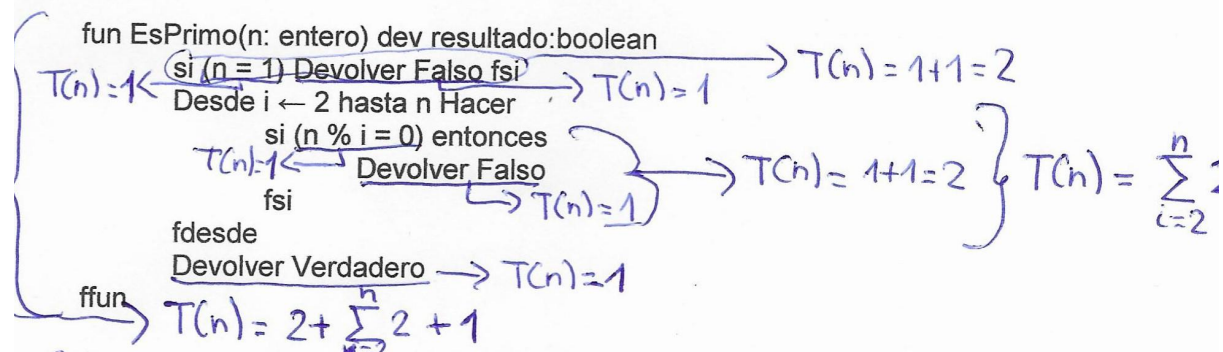 fun EsPrimo(n: entero) dev resultado:boolean
si (n = 1) Devolver Falso fsi
T(n) = 1+1=2
T(n)=1
T(n)=1
Desde i ← 2 hasta n Hacer
si (n % i = 0) entonces
T(n)=1
Devolver Falso
T(n) = 1+1=2
T(n) = ∑ i=2 n 2
fsi
T(n)=1
fdesde
Devolver Verdadero
T(n)=1
ffun
T(n) = 2+ ∑ n 2 +1